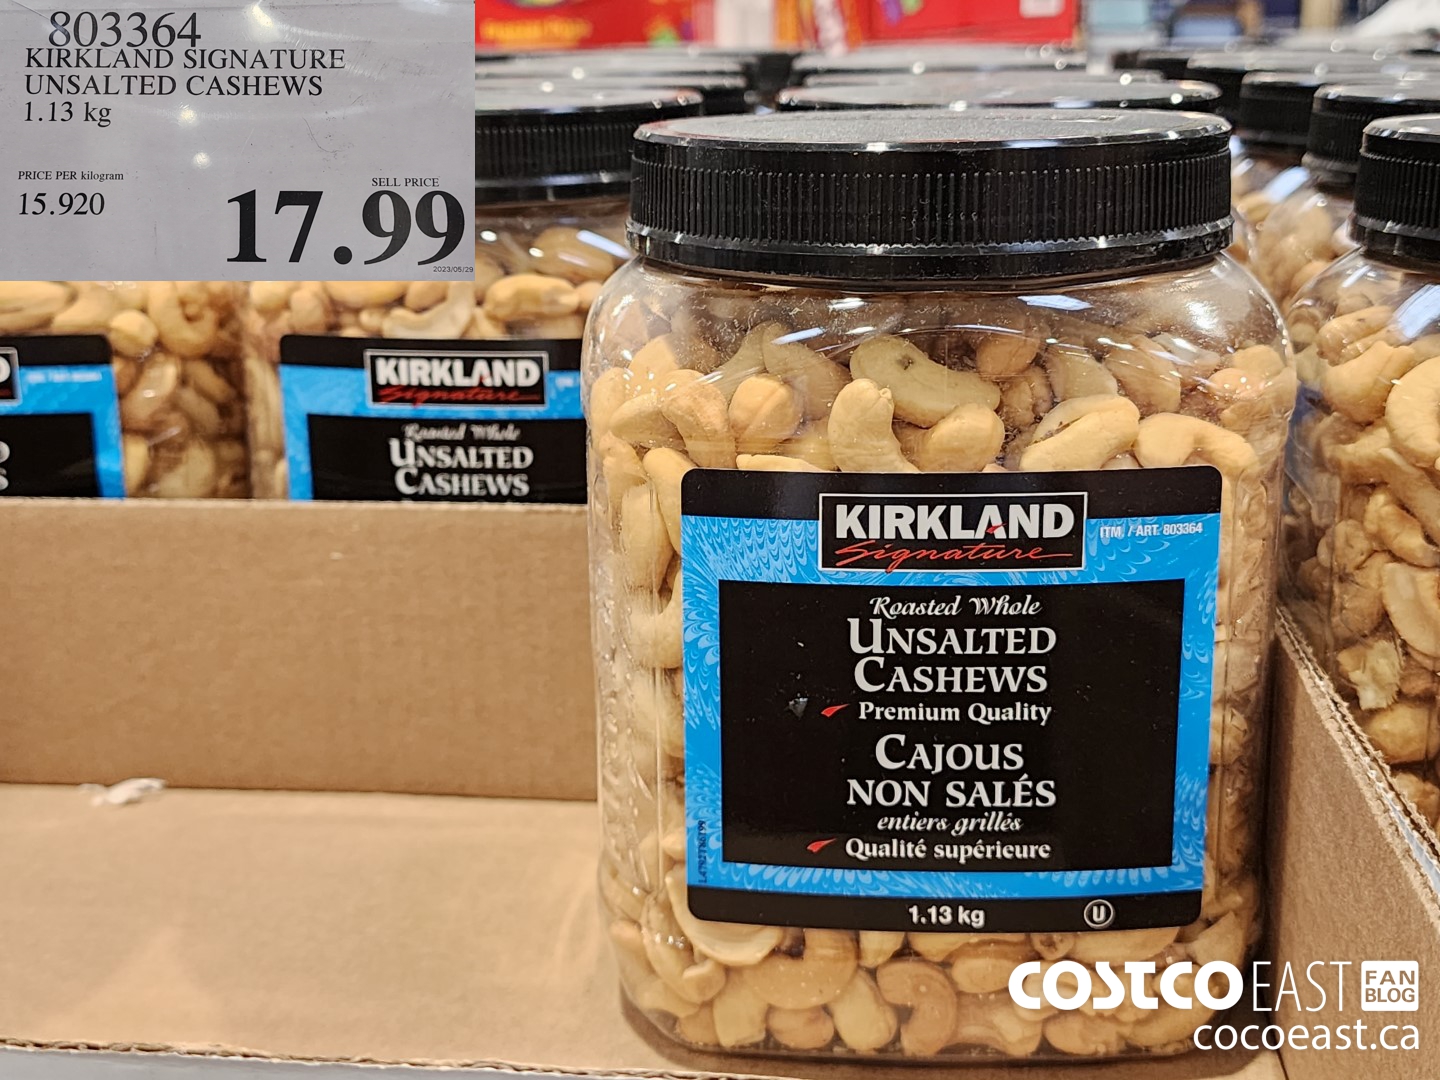 803364
KIRKLAND SIGNATURE
UNSALTED CASHEWS
1.13 kg
PRICE PER kilogram
15.920
SELL PRICE
17.99
2023/05/29
KIRKLAND
Signature
Roasted Whole
UNSALTED
CASHEWS
KIRKLAND
Signature
ITM. / ART. 803364
Roasted Whole
UNSALTED
CASHEWS
Premium Quality
CAJOUS
NON SALÉS
entiers grillés
Qualité supérieure
1.13 kg
U
COSTCO EAST FAN BLOG
cocoeast.ca